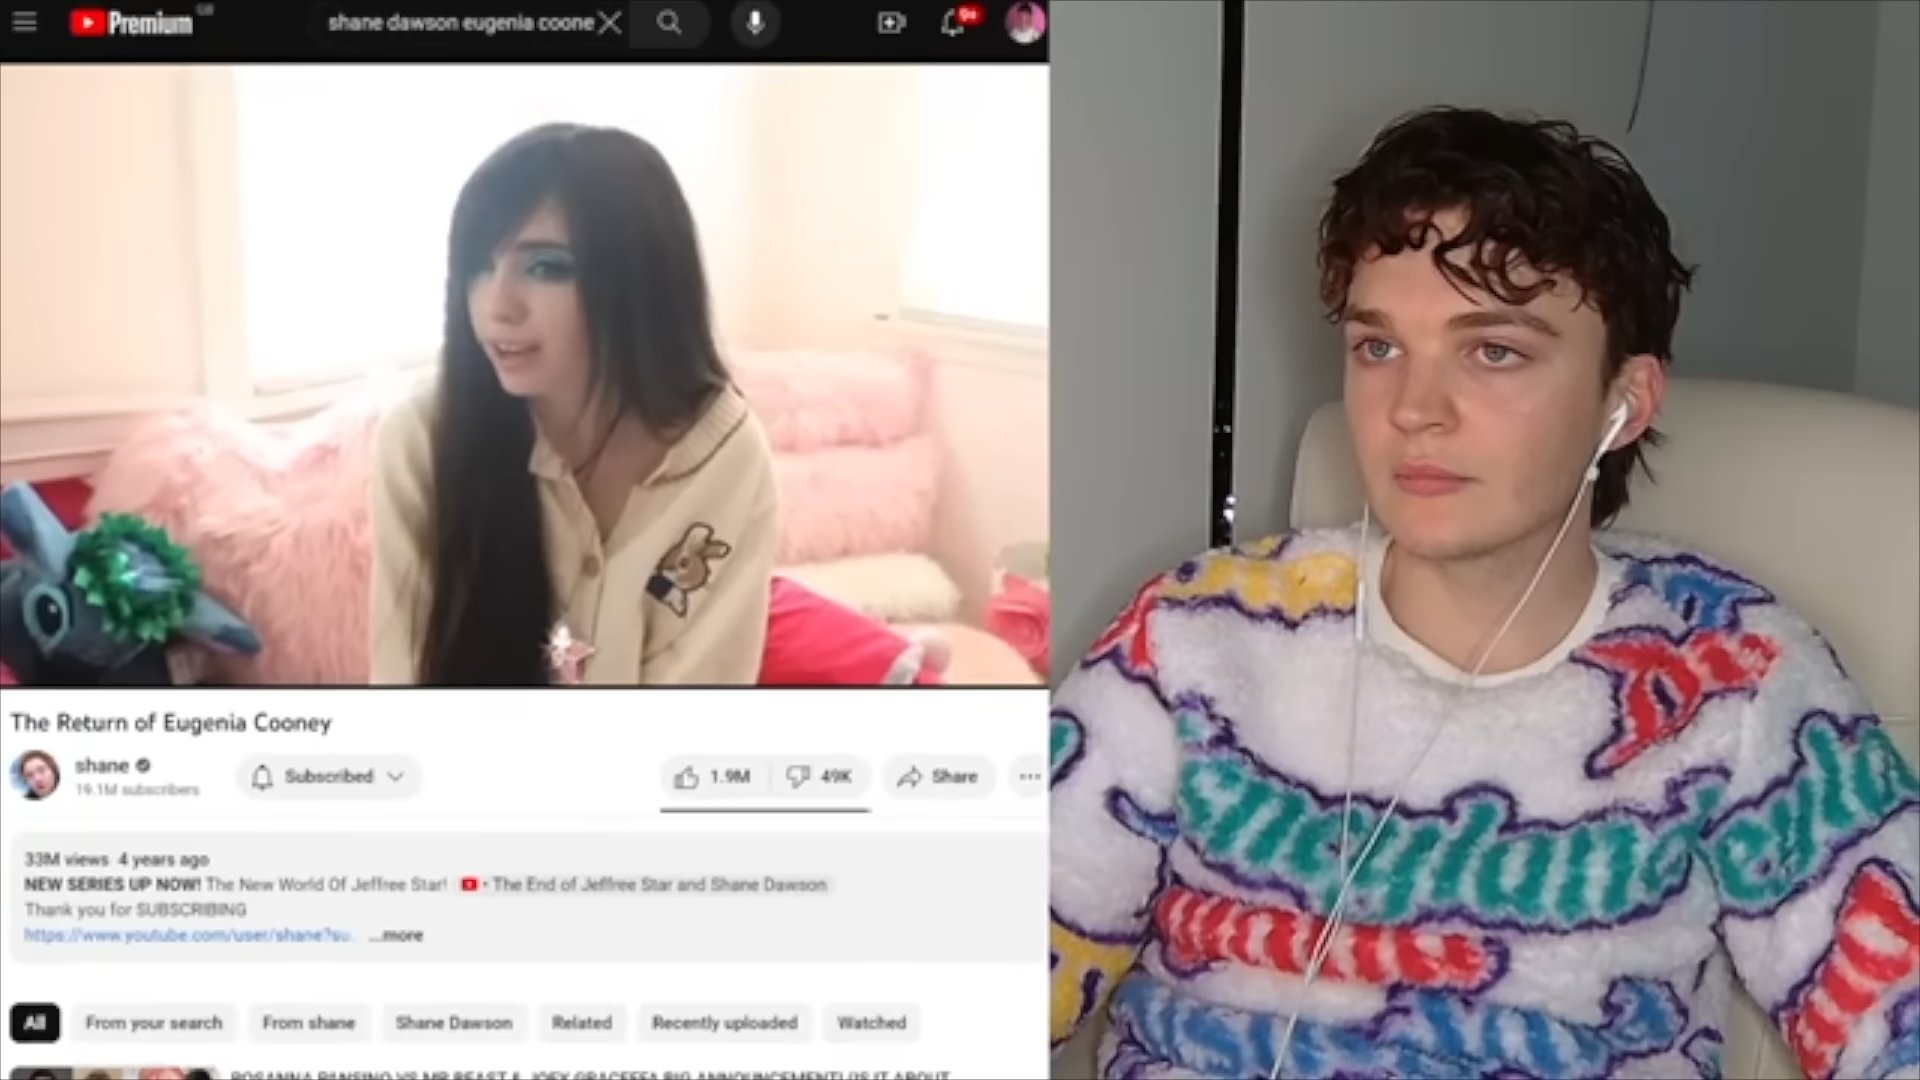 Premium
shane dawson eugenia coone
9+
The Return of Eugenia Cooney
shane
19.1M subscribers
Subscribed
1.9M
49K
Share
33M views 4 years ago
NEW SERIES UP NOW! The New World Of Jeffree Star! • The End of Jeffree Star and Shane Dawson
Thank you for SUBSCRIBING
https://www.youtube.com/user/shane?su... ...more
All
From your search
From shane
Shane Dawson
Related
Recently uploaded
Watched